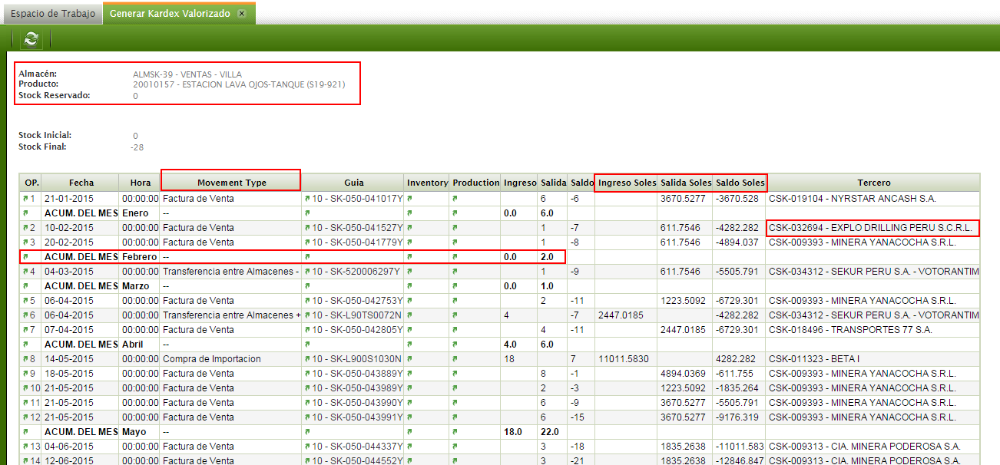 Espacio de Trabajo Generar Kardex Valorizado x
Almacén: ALMSK-39 - VENTAS - VILLA
Producto: 20010157 - ESTACION LAVA OJOS-TANQUE (S19-921)
Stock Reservado: 0
Stock Inicial: 0
Stock Final: -28
OP. Fecha Hora Movement Type Guia Inventory Production Ingreso Salida Saldo Ingreso Soles Salida Soles Saldo Soles Tercero
1 21-01-2015 00:00:00 Factura de Venta 10 - SK-050-041017Y 6 -6 3670.5277 -3670.528 CSK-019104 - NYRSTAR ANCASH S.A.
ACUM. DEL MES Enero -- 0.0 6.0
2 10-02-2015 00:00:00 Factura de Venta 10 - SK-050-041527Y 1 -7 611.7546 -4282.282 CSK-032694 - EXPLO DRILLING PERU S.C.R.L.
3 20-02-2015 00:00:00 Factura de Venta 10 - SK-050-041779Y 1 -8 611.7546 -4894.037 CSK-009393 - MINERA YANACOCHA S.R.L.
ACUM. DEL MES Febrero -- 0.0 2.0
4 04-03-2015 00:00:00 Transferencia entre Almacenes - 10 - SK-520006297Y 1 -9 611.7546 -5505.791 CSK-034312 - SEKUR PERU S.A. - VOTORANTIM
ACUM. DEL MES Marzo -- 0.0 1.0
5 06-04-2015 00:00:00 Factura de Venta 10 - SK-050-042753Y 2 -11 1223.5092 -6729.301 CSK-009393 - MINERA YANACOCHA S.R.L.
6 06-04-2015 00:00:00 Transferencia entre Almacenes + 10 - SK-L90TS0072N 4 -7 2447.0185 -4282.282 CSK-034312 - SEKUR PERU S.A. - VOTORANTIM
7 07-04-2015 00:00:00 Factura de Venta 10 - SK-050-042805Y 4 -11 2447.0185 -6729.301 CSK-018496 - TRANSPORTES 77 S.A.
ACUM. DEL MES Abril -- 4.0 6.0
8 14-05-2015 00:00:00 Compra de Importacion 10 - SK-L900S1030N 18 7 11011.5830 4282.282 CSK-011323 - BETA I
9 18-05-2015 00:00:00 Factura de Venta 10 - SK-050-043889Y 8 -1 4894.0369 -611.755 CSK-009393 - MINERA YANACOCHA S.R.L.
10 21-05-2015 00:00:00 Factura de Venta 10 - SK-050-043989Y 2 -3 1223.5092 -1835.264 CSK-009393 - MINERA YANACOCHA S.R.L.
11 21-05-2015 00:00:00 Factura de Venta 10 - SK-050-043990Y 6 -9 3670.5277 -5505.791 CSK-009393 - MINERA YANACOCHA S.R.L.
12 21-05-2015 00:00:00 Factura de Venta 10 - SK-050-043991Y 6 -15 3670.5277 -9176.319 CSK-009393 - MINERA YANACOCHA S.R.L.
ACUM. DEL MES Mayo -- 18.0 22.0
13 04-06-2015 00:00:00 Factura de Venta 10 - SK-050-044337Y 3 -18 1835.2638 -11011.583 CSK-009313 - CIA. MINERA PODEROSA S.A.
14 12-06-2015 00:00:00 Factura de Venta 10 - SK-050-044552Y 3 -21 1835.2638 -12846.847 CSK-009313 - CIA. MINERA PODEROSA S.A.